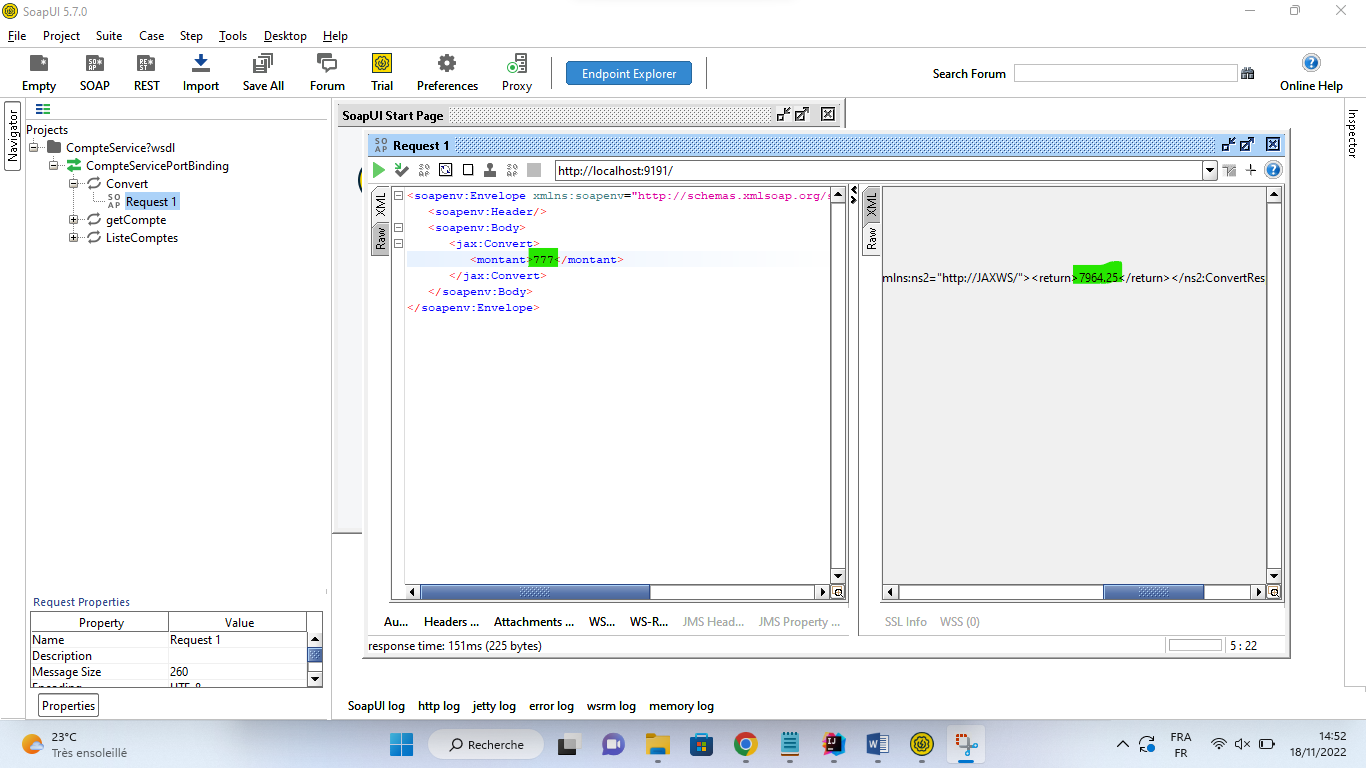 SoapUI 5.7.0
File Project Suite Case Step Tools Desktop Help
Empty SOAP REST Import Save All Forum Trial Preferences Proxy Endpoint Explorer Search Forum Online Help
Navigator
Projects
CompteService?wsdl
CompteServicePortBinding
Convert
SOAP Request 1
getCompte
ListeComptes
SoapUI Start Page
SOAP Request 1
http://localhost:9191/
XML
Raw
<soapenv:Envelope xmlns:soapenv="http://schemas.xmlsoap.org/s
<soapenv:Header/>
<soapenv:Body>
<jax:Convert>
<montant>777</montant>
</jax:Convert>
</soapenv:Body>
</soapenv:Envelope>
XML
Raw
mlns:ns2="http://JAXWS/"><return>7964.25</return></ns2:ConvertRes
Inspector
Au... Headers ... Attachments ... WS... WS-R... JMS Head... JMS Property ...
SSL Info WSS (0)
response time: 151ms (225 bytes)
5 : 22
Request Properties
Property Value
Name Request 1
Description
Message Size 260
Encoding UTF-8
Properties
SoapUI log http log jetty log error log wsrm log memory log
23°C
Très ensoleillé
Recherche
FRA
FR
14:52
18/11/2022